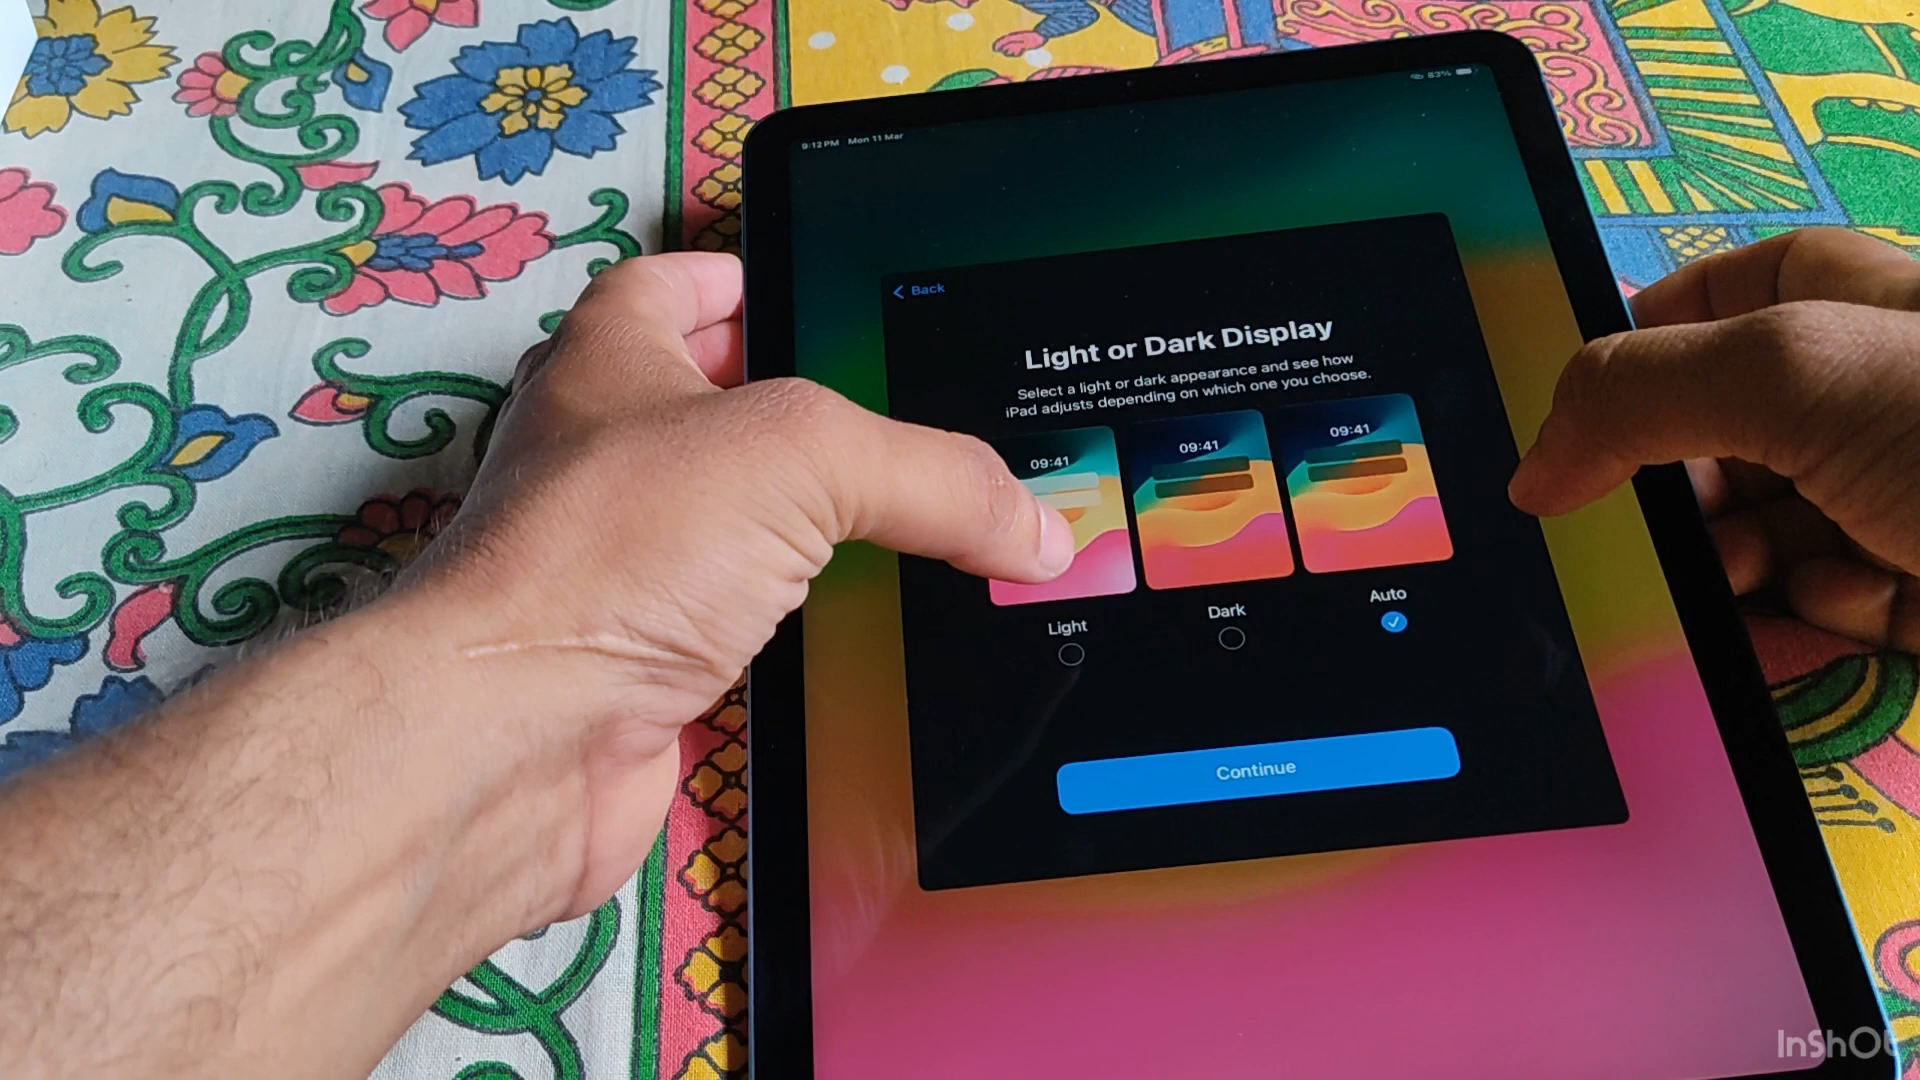 9:12 PM Mon 11 Mar
83%
Back
Light or Dark Display
Select a light or dark appearance and see how
iPad adjusts depending on which one you choose.
09:41
09:41
09:41
Light
Dark
Auto
Continue
InShOt